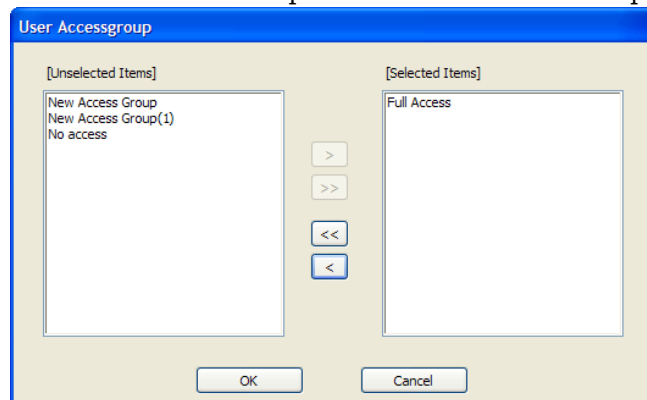 User Accessgroup
[Unselected Items]
[Selected Items]
New Access Group
New Access Group(1)
No access
Full Access
>
>>
<<
<
OK
Cancel